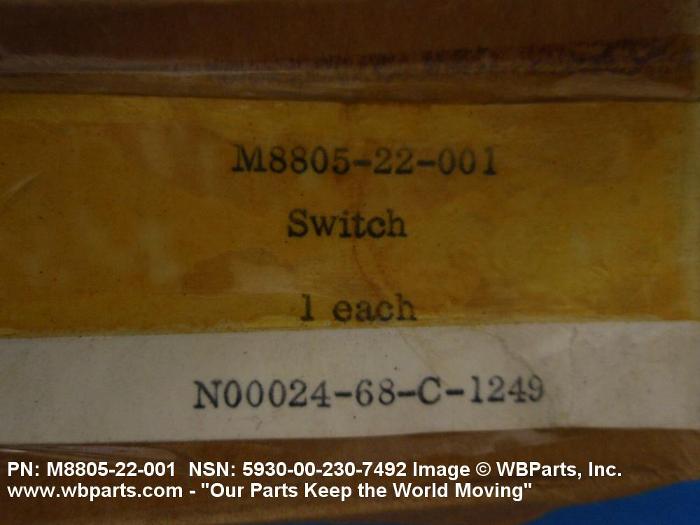 M8805-22-001
Switch
1 each
N00024-68-C-1249
PN: M8805-22-001 NSN: 5930-00-230-7492 Image © WBParts, Inc.
www.wbparts.com - "Our Parts Keep the World Moving"